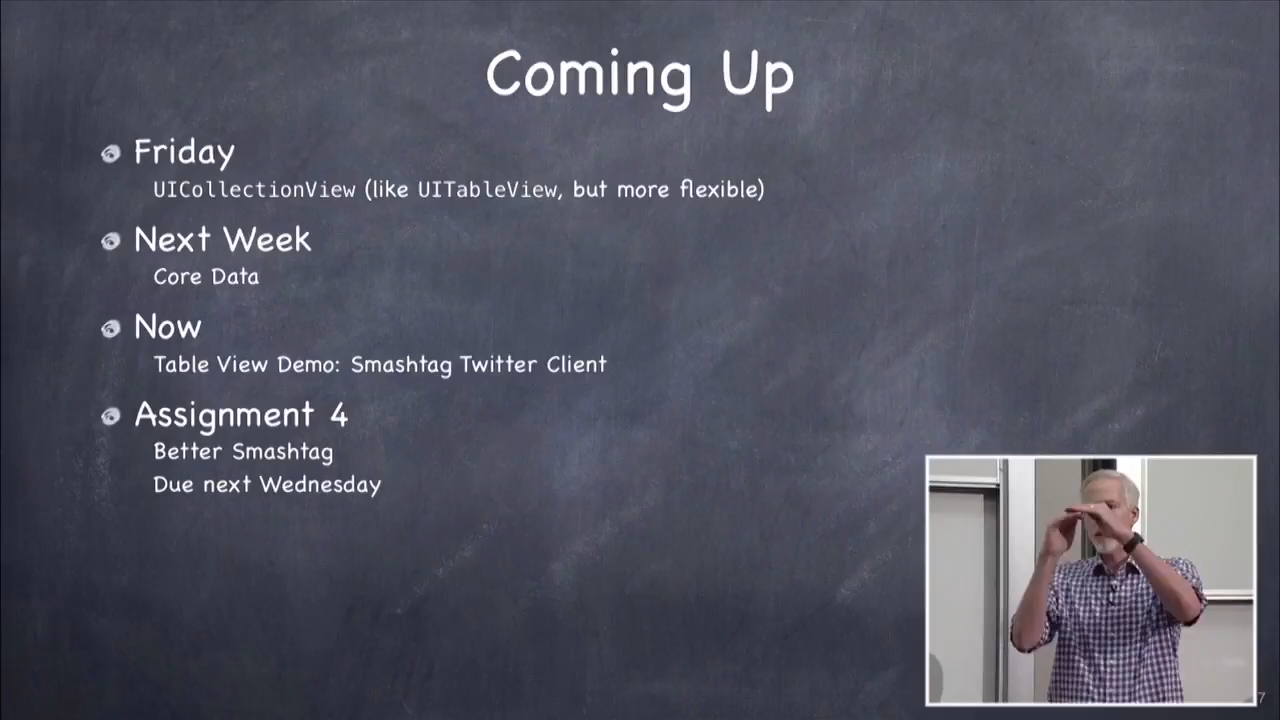 Coming Up
Friday
UICollectionView (like UITableView, but more flexible)
Next Week
Core Data
Now
Table View Demo: Smashtag Twitter Client
Assignment 4
Better Smashtag
Due next Wednesday